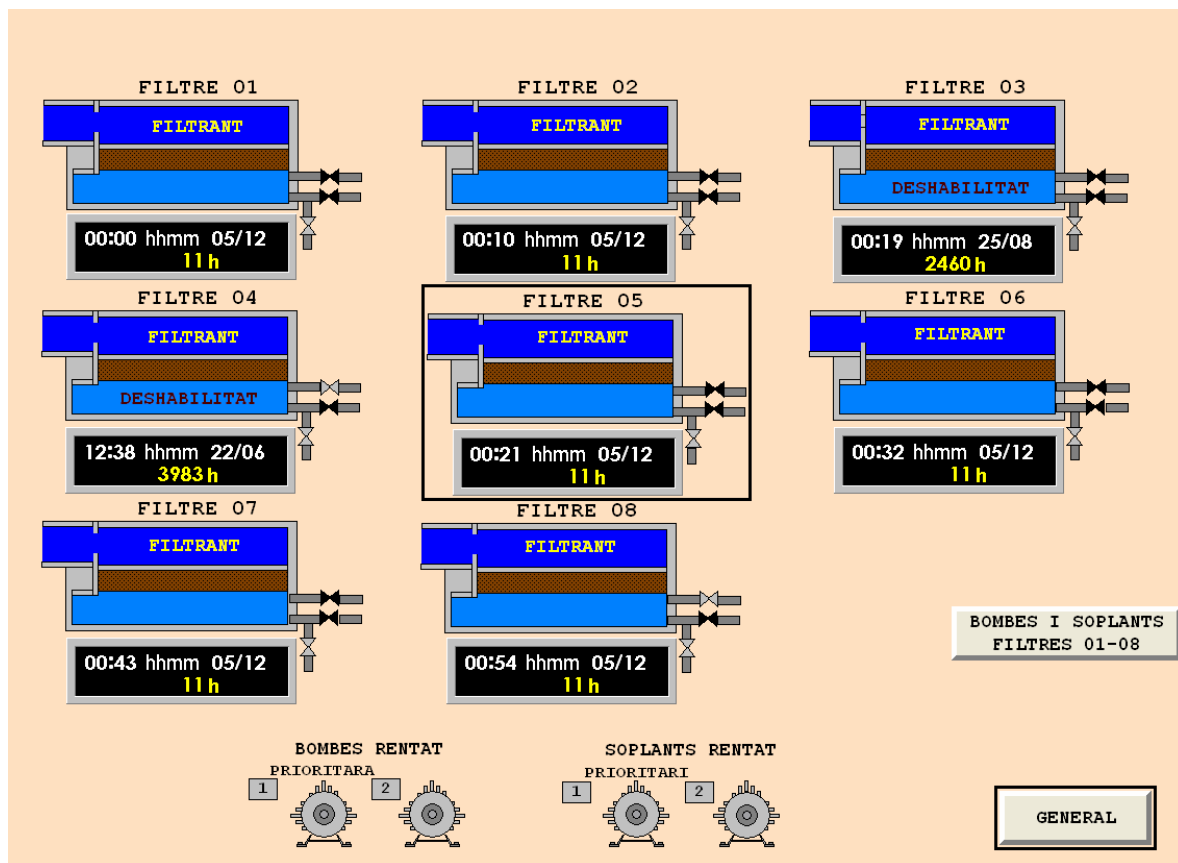 FILTRE 01
FILTRANT
00:00 hhmm 05/12
11 h
FILTRE 02
FILTRANT
00:10 hhmm 05/12
11 h
FILTRE 03
FILTRANT
DESHABILITAT
00:19 hhmm 25/08
2460 h
FILTRE 04
FILTRANT
DESHABILITAT
12:38 hhmm 22/06
3983 h
FILTRE 05
FILTRANT
00:21 hhmm 05/12
11 h
FILTRE 06
FILTRANT
00:32 hhmm 05/12
11 h
FILTRE 07
FILTRANT
00:43 hhmm 05/12
11 h
FILTRE 08
FILTRANT
00:54 hhmm 05/12
11 h
BOMBES I SOPLANTS
FILTRES 01-08
BOMBES RENTAT
PRIORITARA
1
2
SOPLANTS RENTAT
PRIORITARI
1
2
GENERAL